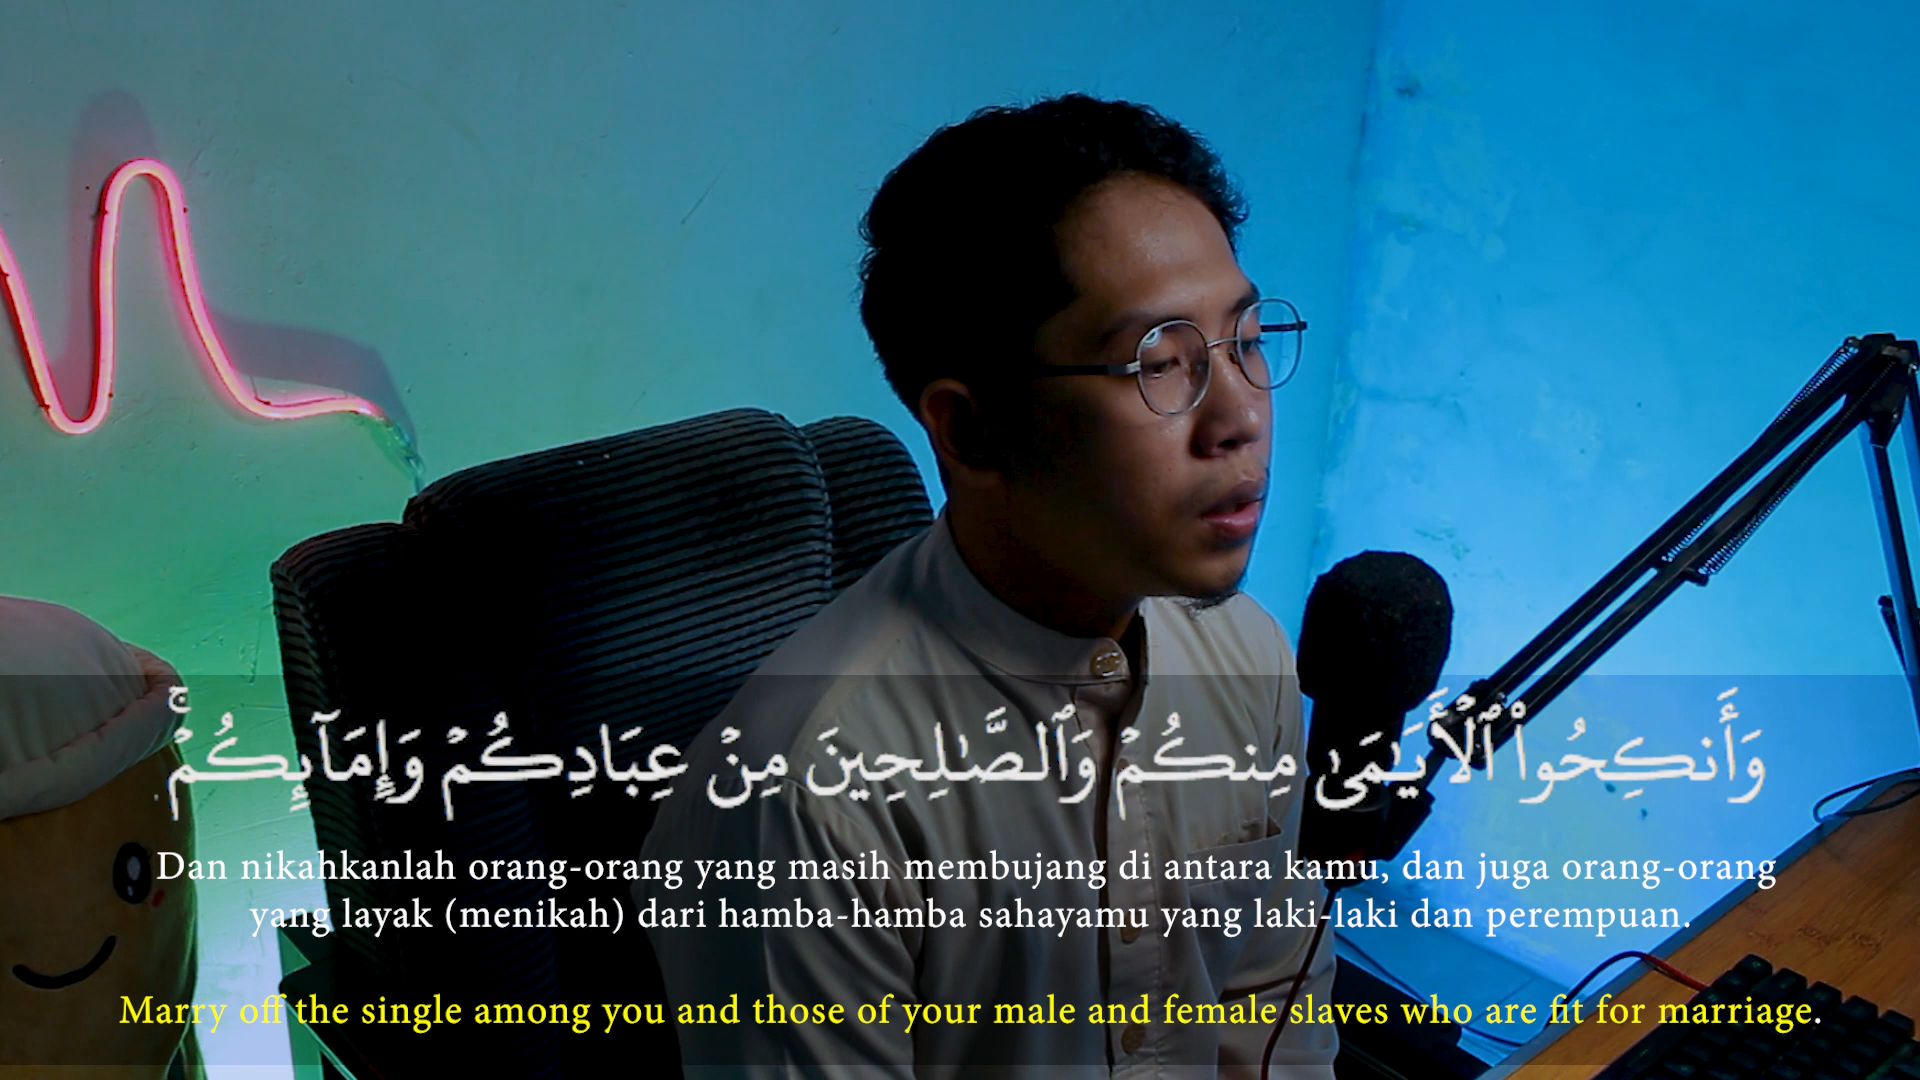 وَأَنكِحُوا۟ ٱلْأَيَـٰمَىٰ مِنكُمْ وَٱلصَّـٰلِحِينَ مِنْ عِبَادِكُمْ وَإِمَآئِكُمْ ۚ
Dan nikahkanlah orang-orang yang masih membujang di antara kamu, dan juga orang-orang
yang layak (menikah) dari hamba-hamba sahayamu yang laki-laki dan perempuan.
Marry off the single among you and those of your male and female slaves who are fit for marriage.